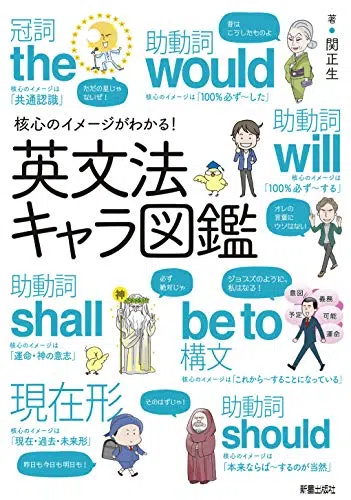 著・関正生
冠詞
the
核心のイメージは
「共通認識」
ただの星じゃ
ないぜ!
助動詞
would
核心のイメージは「100%必ず〜した」
昔は
こうしたものよ…
核心のイメージがわかる!
英文法
キャラ図鑑
助動詞
will
核心のイメージは
「100%必ず〜する」
オレの
言葉に
ウソはない
助動詞
shall
核心のイメージは
「運命・神の意志」
必ず
絶対じゃ
神
be to
構文
核心のイメージは「これから〜することになっている」
ジョブズのように、
私はなる!
意図
義務
予定
可能
運命
現在形
核心のイメージは
「現在・過去・未来形」
昨日も今日も明日も!
そのはずじゃ!
助動詞
should
核心のイメージは
「本来ならば〜するのが当然」
新星出版社